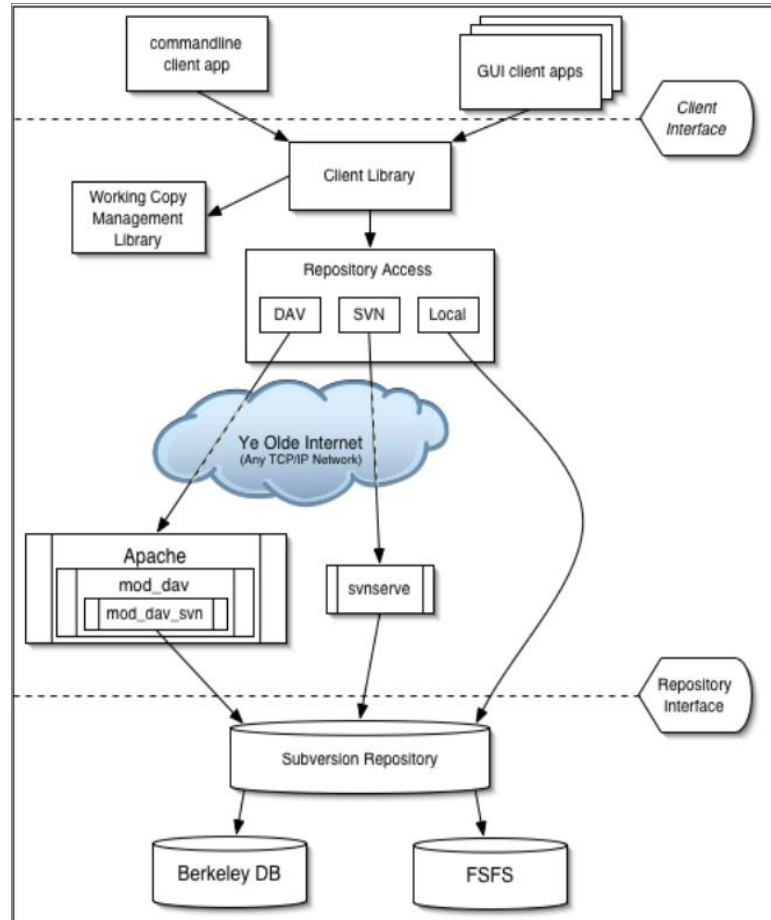 commandline
client app
GUI client apps
Client
Interface
Client Library
Working Copy
Management
Library
Repository Access
DAV
SVN
Local
Ye Olde Internet
(Any TCP/IP Network)
Apache
mod_dav
mod_dav_svn
svnserve
Repository
Interface
Subversion Repository
Berkeley DB
FSFS